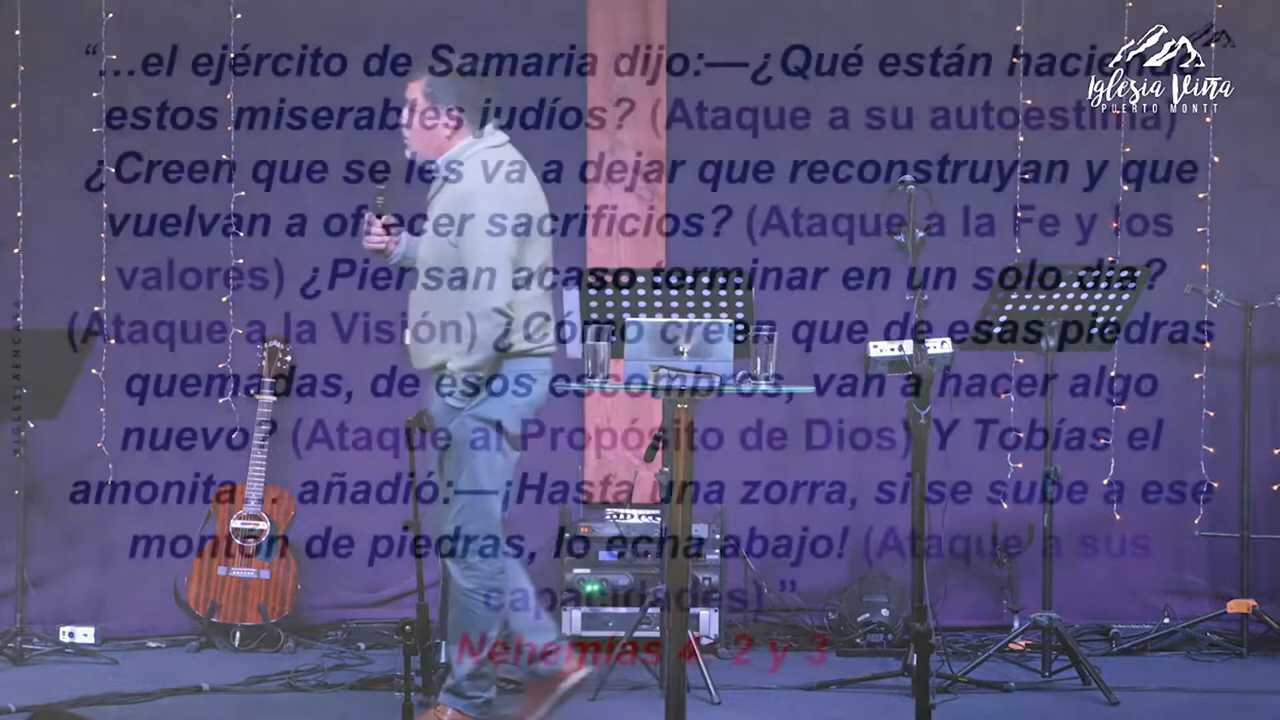 “…el ejército de Samaria dijo:—¿Qué están haciendo
estos miserables judíos? (Ataque a su autoestima)
¿Creen que se les va a dejar que reconstruyan y que
vuelvan a ofrecer sacrificios? (Ataque a la Fe y los
valores) ¿Piensan acaso terminar en un solo día?
(Ataque a la Visión) ¿Cómo creen que de esas piedras
quemadas, de esos escombros, van a hacer algo
nuevo? (Ataque al Propósito de Dios) Y Tobías el
amonita… añadió:—¡Hasta una zorra, si se sube a ese
montón de piedras, lo echa abajo! (Ataque a sus
capacidades) ”
Nehemías 4 2 y 3
Iglesia Viña
PUERTO MONTT